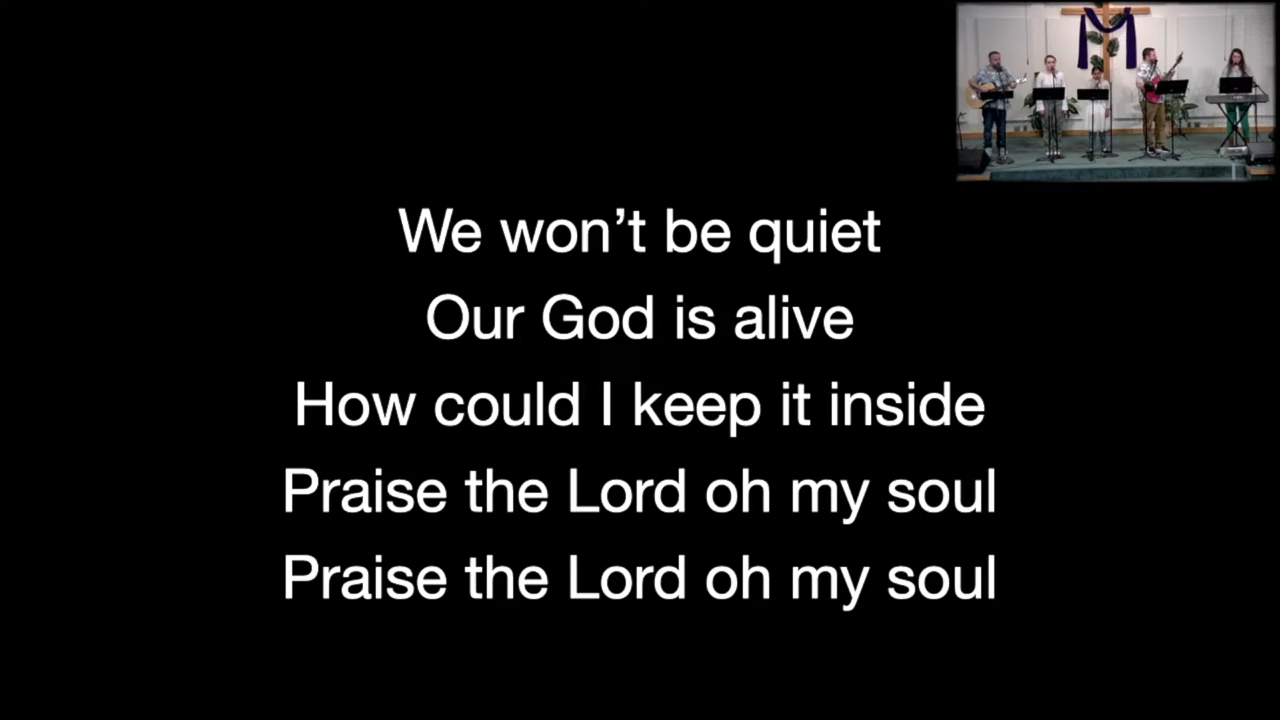 We won’t be quiet
Our God is alive
How could I keep it inside
Praise the Lord oh my soul
Praise the Lord oh my soul